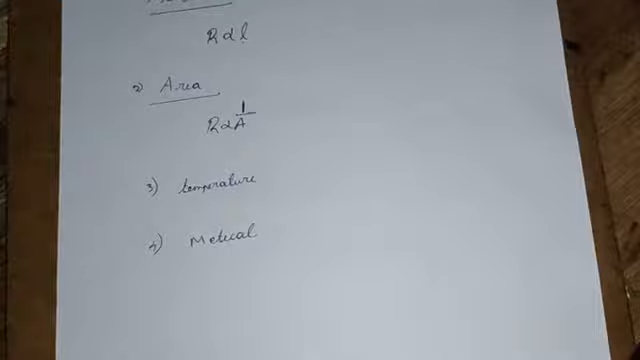 R α l
2) Area
R α 1/A
3) temperature
4) Metecal